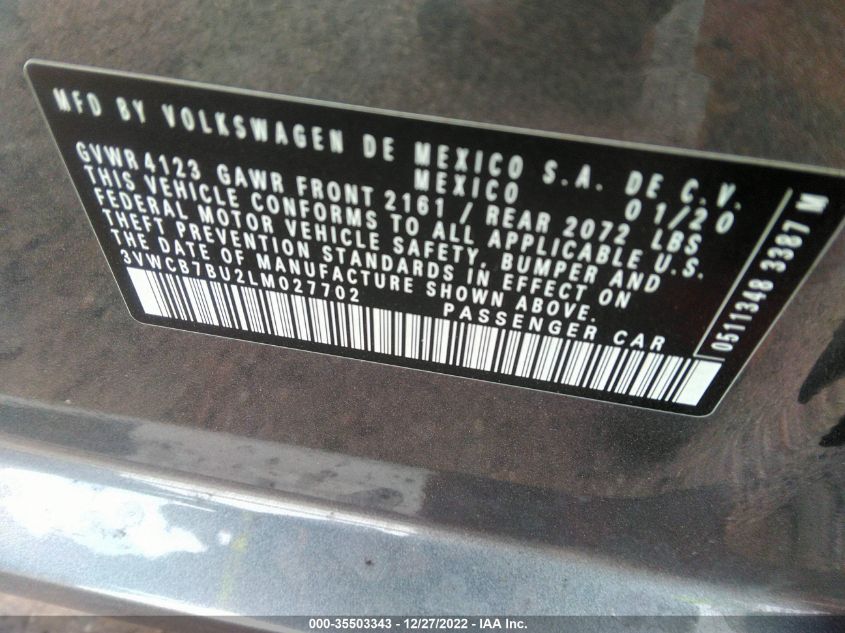 MFD BY VOLKSWAGEN DE MEXICO S.A. DE C.V.
MEXICO 01/20
GVWR 4123 GAWR FRONT 2161 / REAR 2072 LBS
THIS VEHICLE CONFORMS TO ALL APPLICABLE U.S.
FEDERAL MOTOR VEHICLE SAFETY, BUMPER AND
THEFT PREVENTION STANDARDS IN EFFECT ON
THE DATE OF MANUFACTURE SHOWN ABOVE.
3VWCB7BU2LM027702 PASSENGER CAR
0511348 3387 M
000-35503343 - 12/27/2022 - IAA Inc.